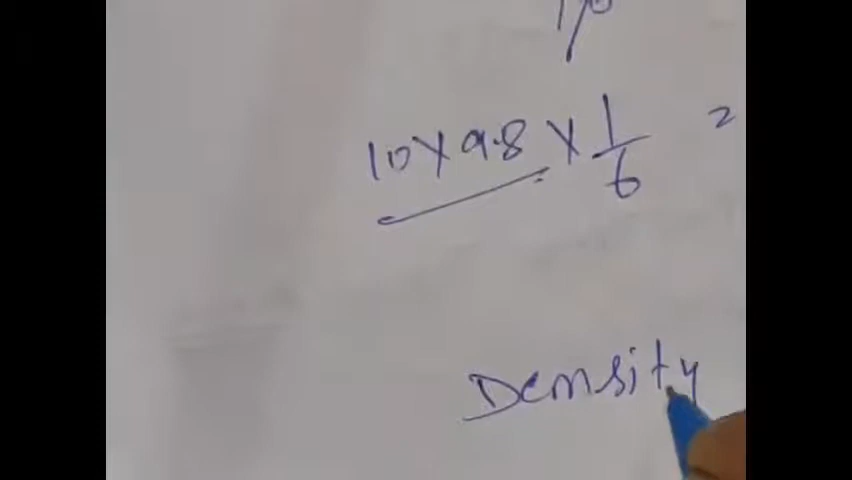 10 × 9.8 × 1/6 =
Density